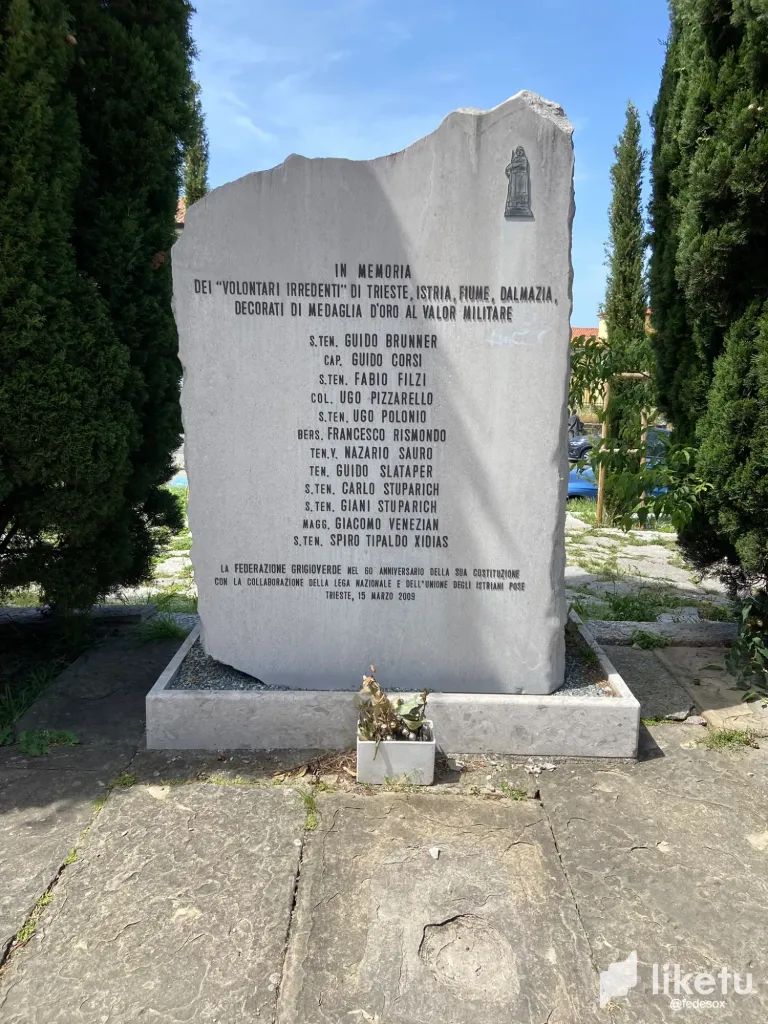 IN MEMORIA
DEI "VOLONTARI IRREDENTI" DI TRIESTE, ISTRIA, FIUME, DALMAZIA,
DECORATI DI MEDAGLIA D'ORO AL VALOR MILITARE
S.TEN. GUIDO BRUNNER
CAP. GUIDO CORSI
S.TEN. FABIO FILZI
COL. UGO PIZZARELLO
S.TEN. UGO POLONIO
BERS. FRANCESCO RISMONDO
TEN.V. NAZARIO SAURO
TEN. GUIDO SLATAPER
S.TEN. CARLO STUPARICH
S.TEN. GIANI STUPARICH
MAGG. GIACOMO VENEZIAN
S.TEN. SPIRO TIPALDO XIDIAS
LA FEDERAZIONE GRIGIOVERDE NEL 60 ANNIVERSARIO DELLA SUA COSTITUZIONE
CON LA COLLABORAZIONE DELLA LEGA NAZIONALE E DELL'UNIONE DEGLI ISTRIANI POSE
TRIESTE, 15 MARZO 2009
liketu
@fedesox